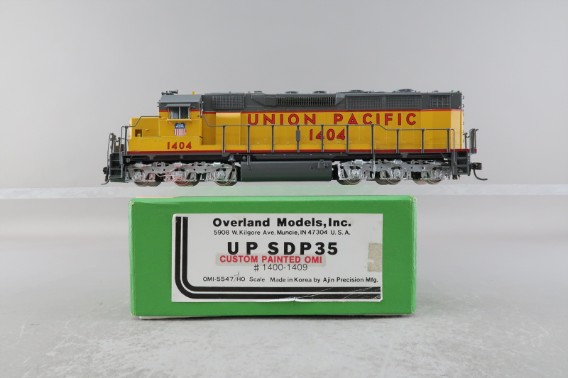 UNION PACIFIC
1404
1404
Overland Models, Inc.
5908 W. Kilgore Ave. Muncie, IN 47304 U.S.A.
UP SDP35
CUSTOM PAINTED OMI
# 1400-1409
OMI-5547/HO Scale Made in Korea by Ajin Precision Mfg.